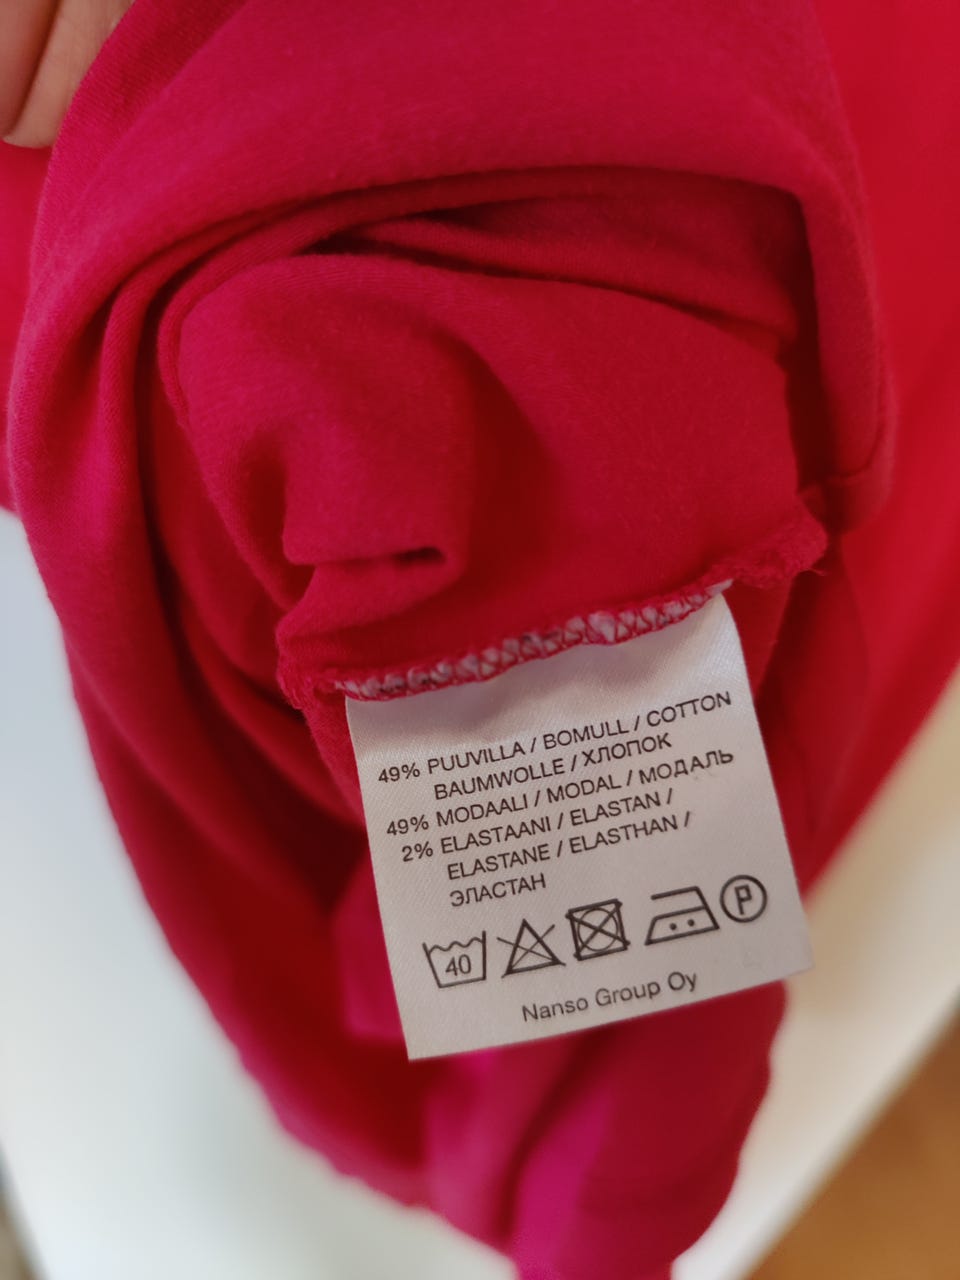 49% PUUVILLA / BOMULL / COTTON
BAUMWOLLE / ХЛОПОК
49% MODAALI / MODAL / МОДАЛЬ
2% ELASTAANI / ELASTAN /
ELASTANE / ELASTHAN /
ЭЛАСТАН
40 P
Nanso Group Oy